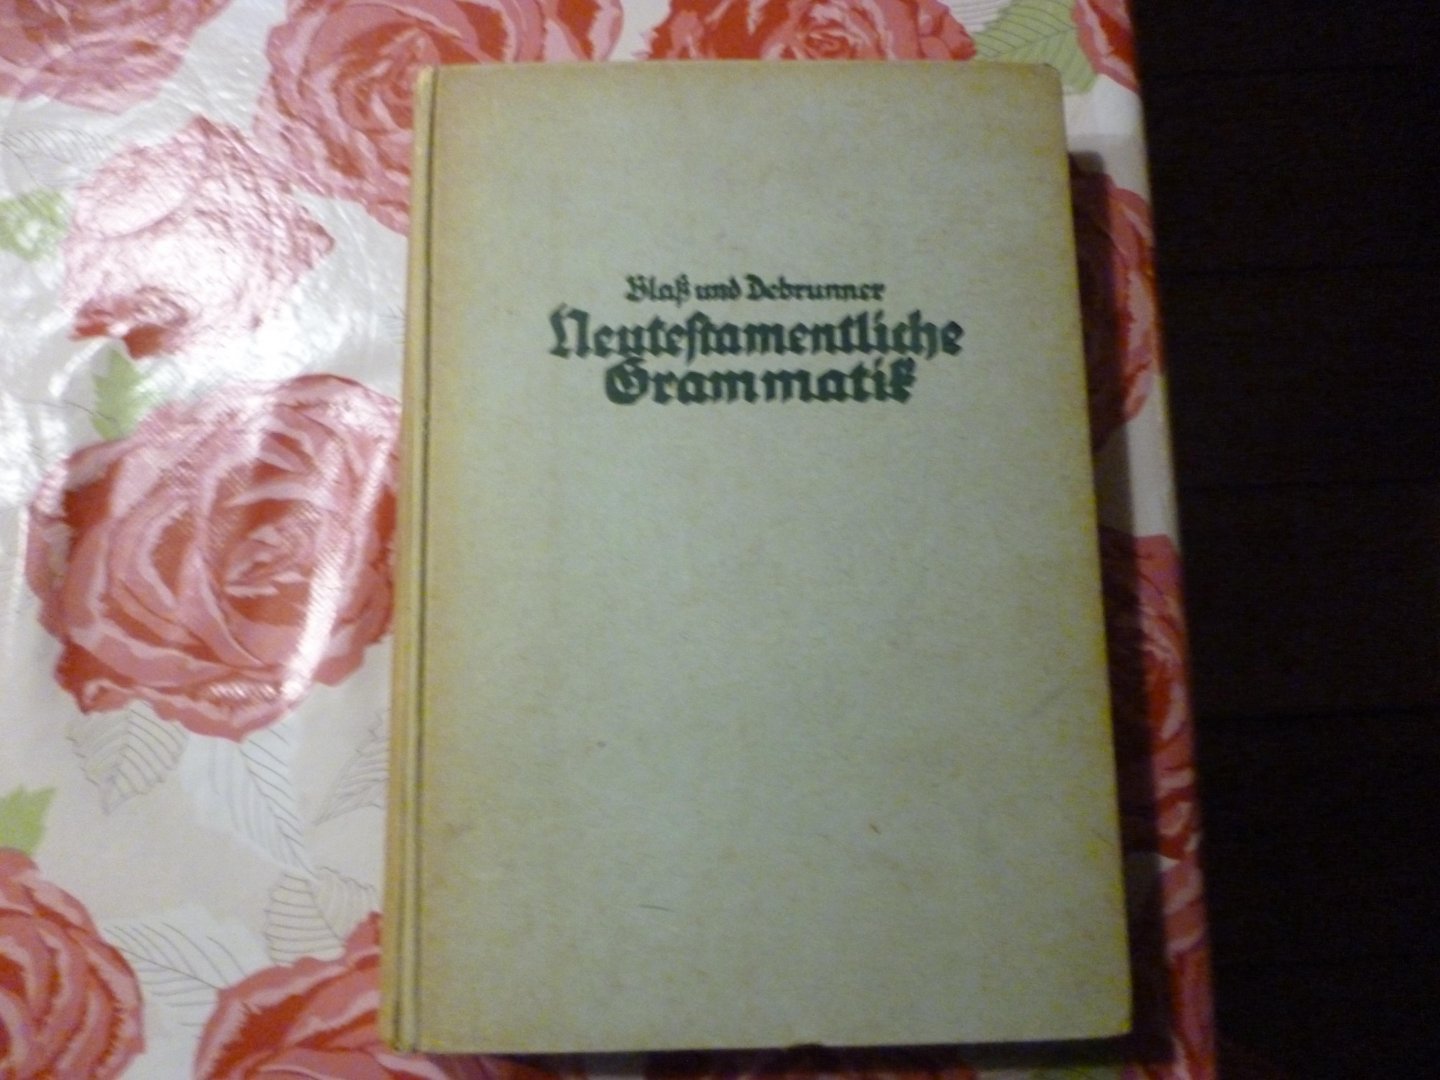 Blaß und Debrunner
Neutestamentliche
Grammatik